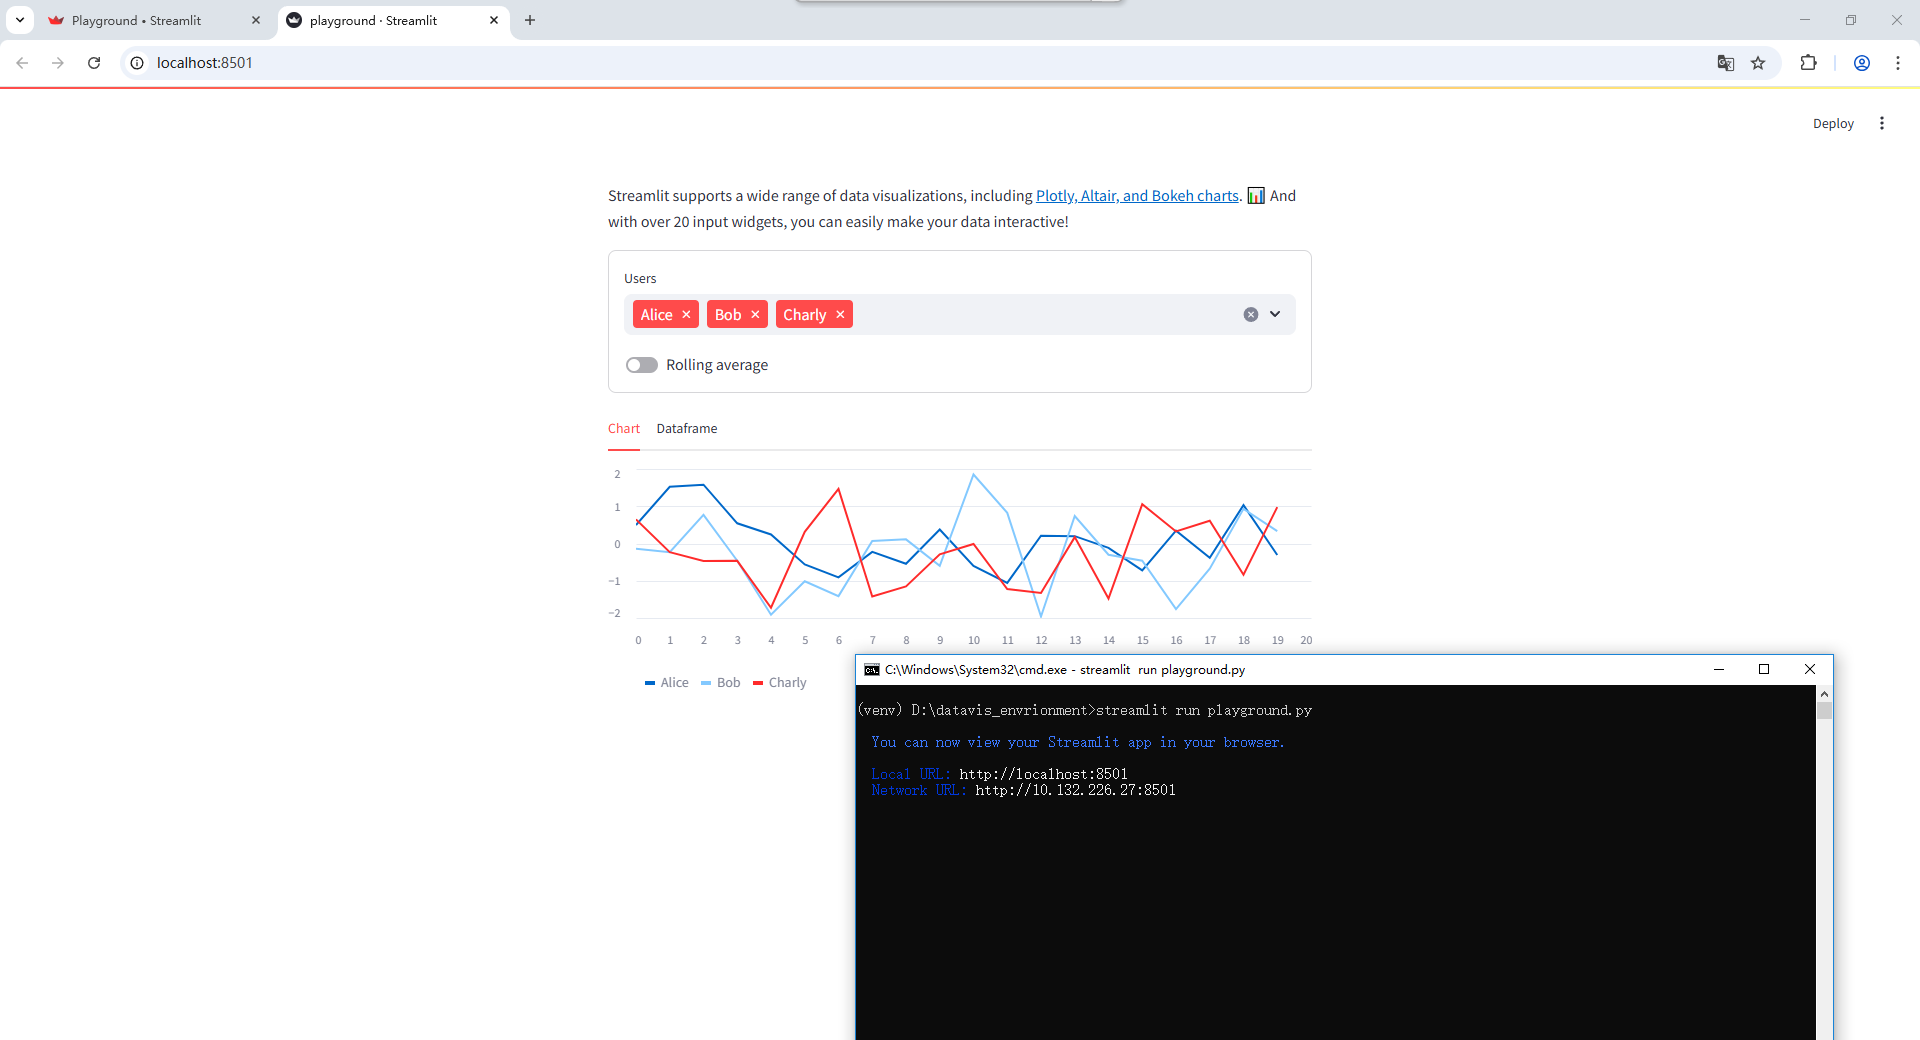 Playground • Streamlit
playground · Streamlit
localhost:8501
Deploy
Streamlit supports a wide range of data visualizations, including Plotly, Altair, and Bokeh charts. 📊 And
with over 20 input widgets, you can easily make your data interactive!
Users
Alice Bob Charly
Rolling average
Chart Dataframe
2
1
0
−1
−2
0 1 2 3 4 5 6 7 8 9 10 11 12 13 14 15 16 17 18 19 20
Alice Bob Charly
C:\Windows\System32\cmd.exe - streamlit  run playground.py
(venv) D:\datavis_envrionment>streamlit run playground.py
You can now view your Streamlit app in your browser.
Local URL: http://localhost:8501
Network URL: http://10.132.226.27:8501